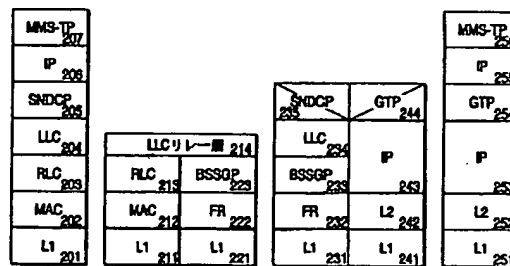 MMS-TP 207
IP 206
SNDCP 205
LLC 204
RLC 203
MAC 202
L1 201
LLCリレー層 214
RLC 213 BSSGP 223
MAC 212 FR 222
L1 211 L1 221
SNDCP 235 GTP 244
LLC 234
IP 243
BSSGP 233
FR 232 L2 242
L1 231 L1 241
MMS-TP
IP
GTP
IP
L2
L1